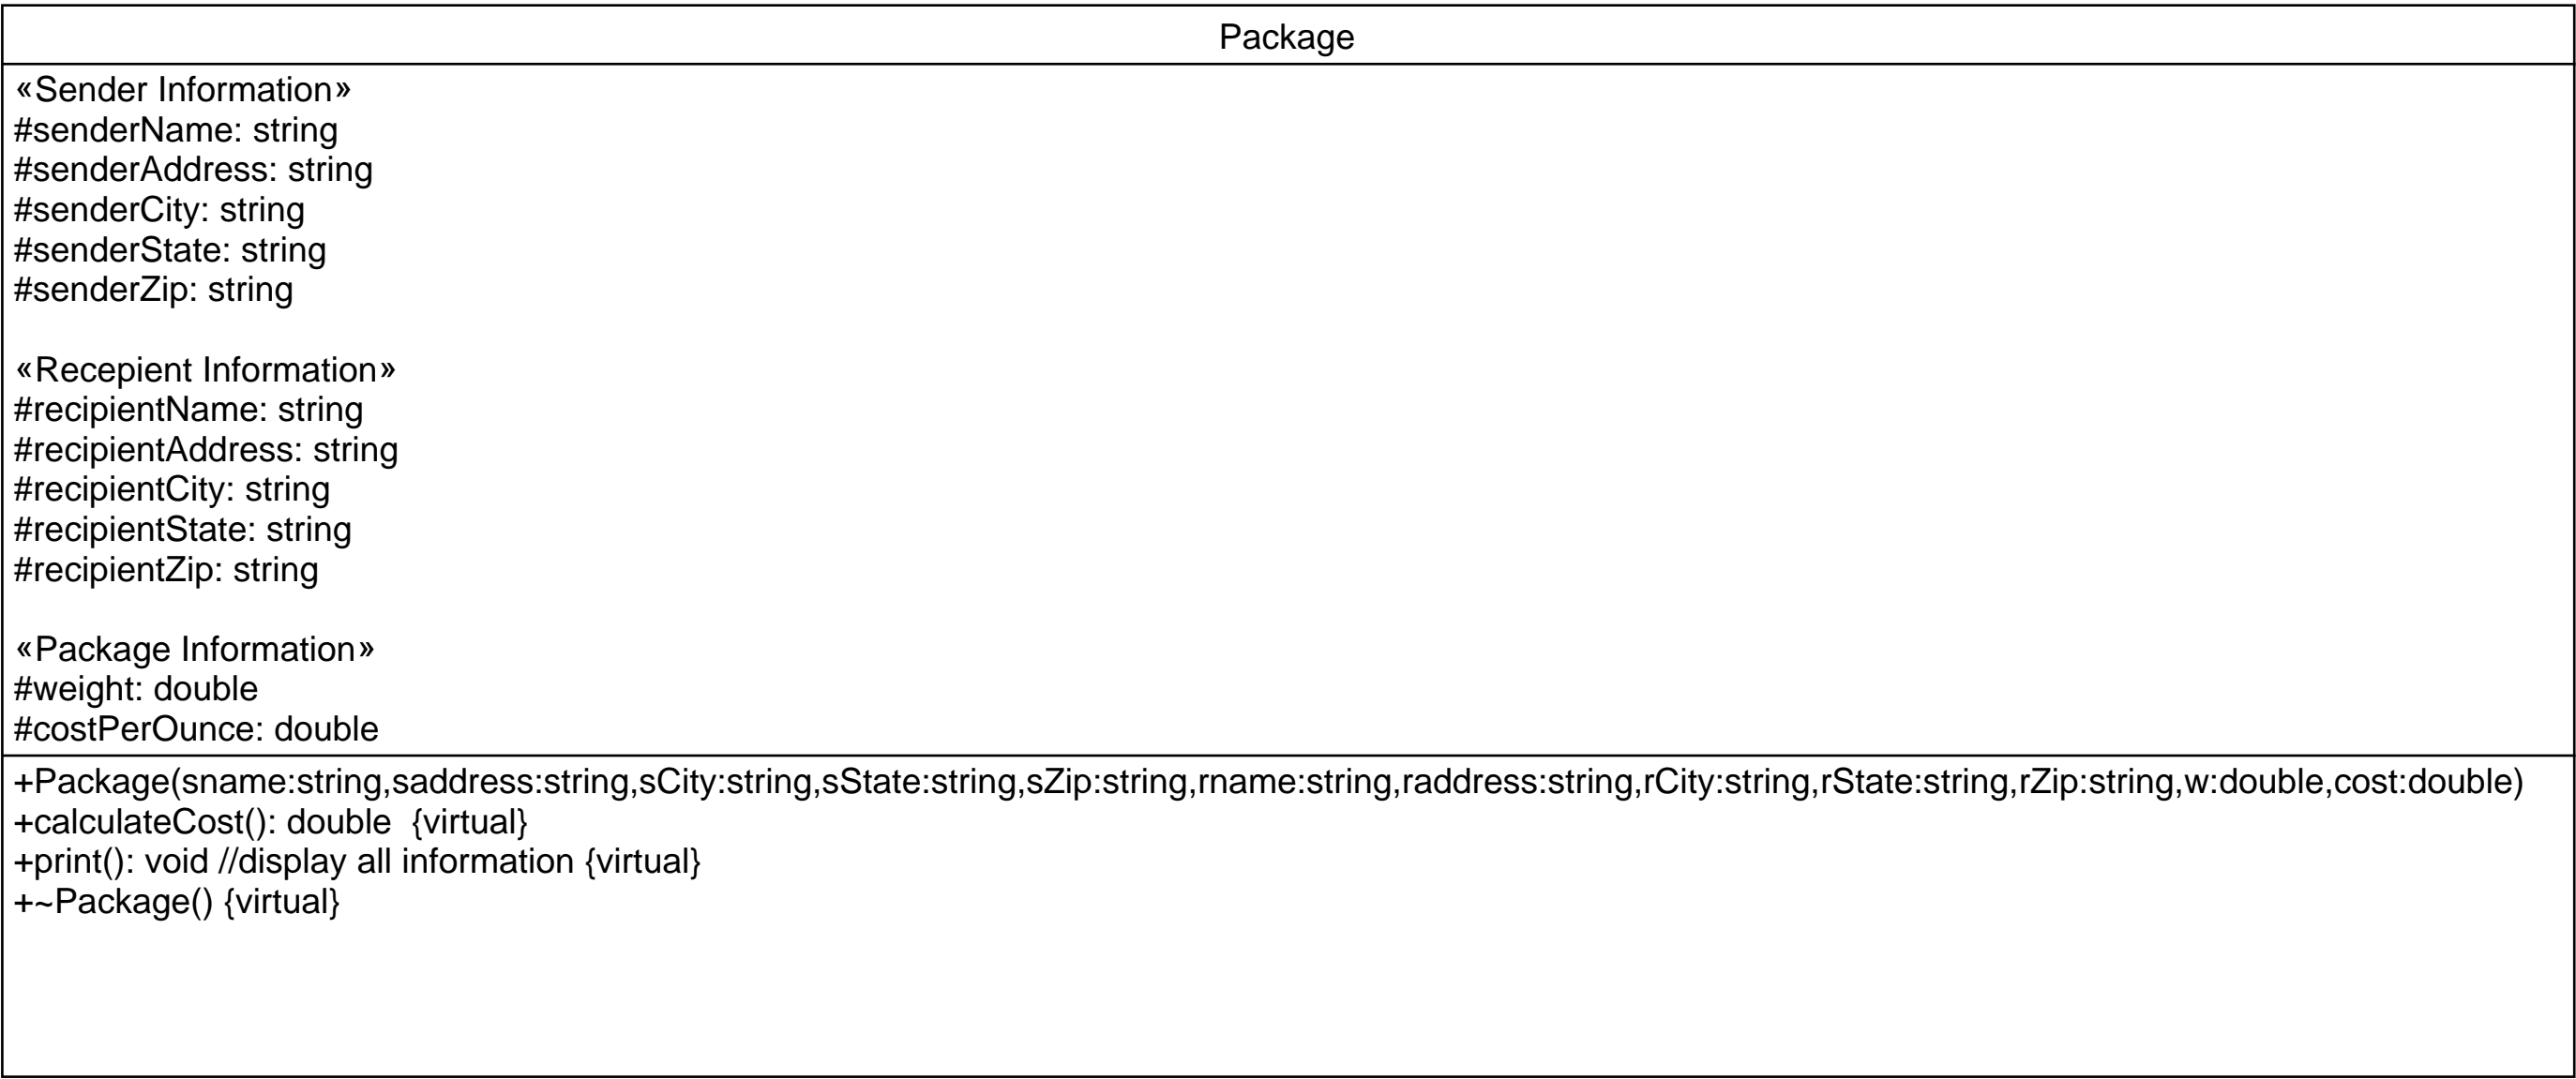 Package
«Sender Information»
#senderName: string
#senderAddress: string
#senderCity: string
#senderState: string
#senderZip: string
«Recepient Information»
#recipientName: string
#recipientAddress: string
#recipientCity: string
#recipientState: string
#recipientZip: string
«Package Information»
#weight: double
#costPerOunce: double
+Package(sname:string,saddress:string,sCity:string,sState:string,sZip:string,rname:string,raddress:string,rCity:string,rState:string,rZip:string,w:double,cost:double)
+calculateCost(): double  {virtual}
+print(): void //display all information {virtual}
+~Package() {virtual}